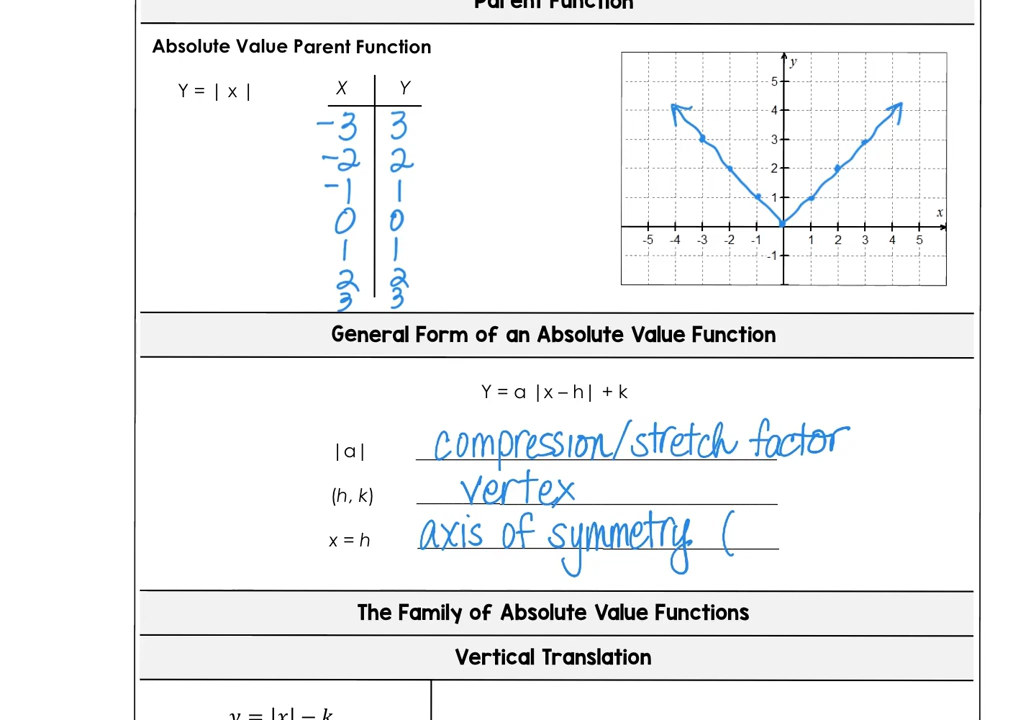 Parent Function
Absolute Value Parent Function
Y = | x |
X Y
-3 3
-2 2
-1 1
0 0
1 1
2 2
3 3
y
5
4
3
2
1
x
-5 -4 -3 -2 -1 1 2 3 4 5
-1
General Form of an Absolute Value Function
Y = a |x – h| + k
|a| compression/stretch factor
(h, k) vertex
x = h axis of symmetry (
The Family of Absolute Value Functions
Vertical Translation
y = |x| − k